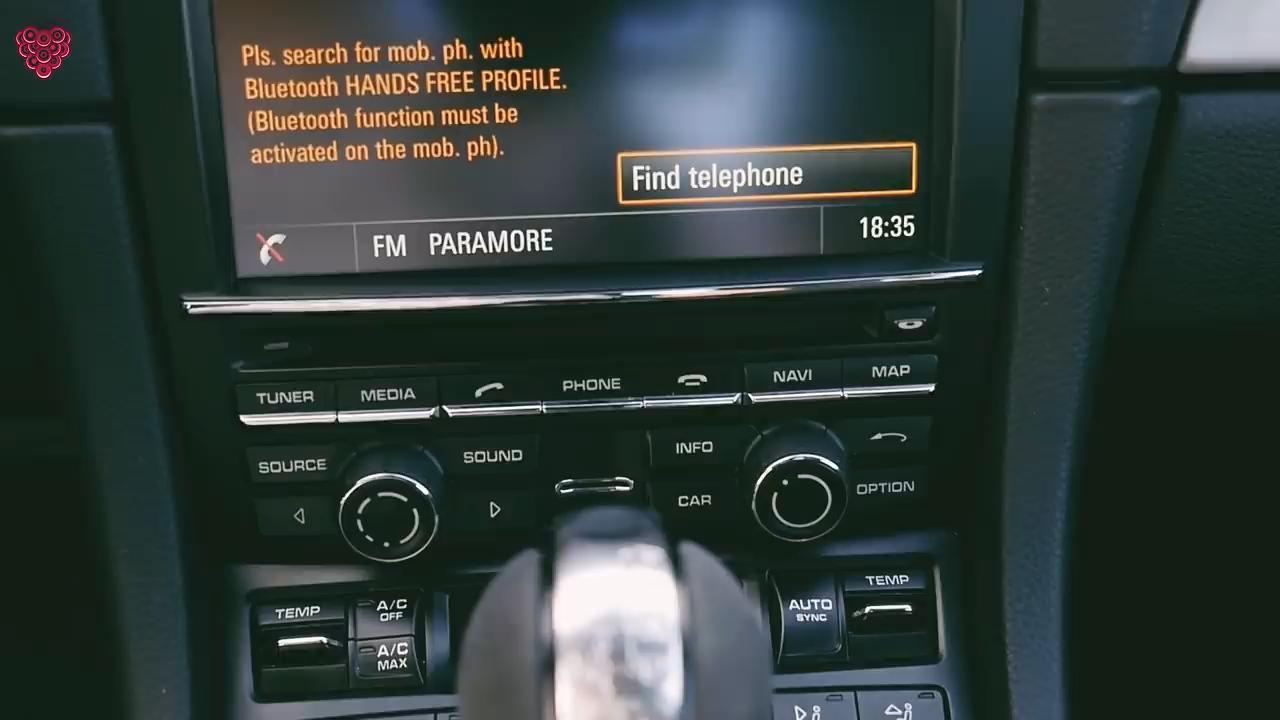 Pls. search for mob. ph. with
Bluetooth HANDS FREE PROFILE.
(Bluetooth function must be
activated on the mob. ph).
Find telephone
FM PARAMORE 18:35
TUNER MEDIA PHONE NAVI MAP
SOURCE SOUND INFO
CAR OPTION
TEMP A/C OFF AUTO SYNC TEMP
A/C MAX